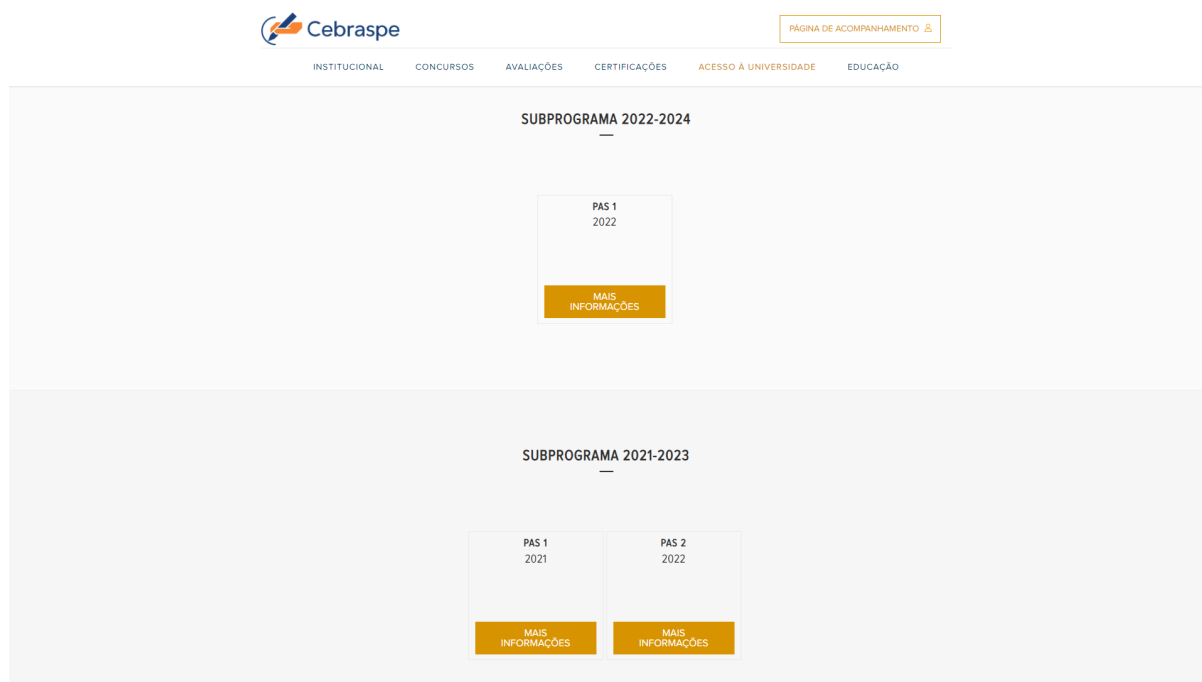 Cebraspe
PÁGINA DE ACOMPANHAMENTO
INSTITUCIONAL CONCURSOS AVALIAÇÕES CERTIFICAÇÕES ACESSO À UNIVERSIDADE EDUCAÇÃO
SUBPROGRAMA 2022-2024
PAS 1
2022
MAIS
INFORMAÇÕES
SUBPROGRAMA 2021-2023
PAS 1
2021
MAIS
INFORMAÇÕES
PAS 2
2022
MAIS
INFORMAÇÕES